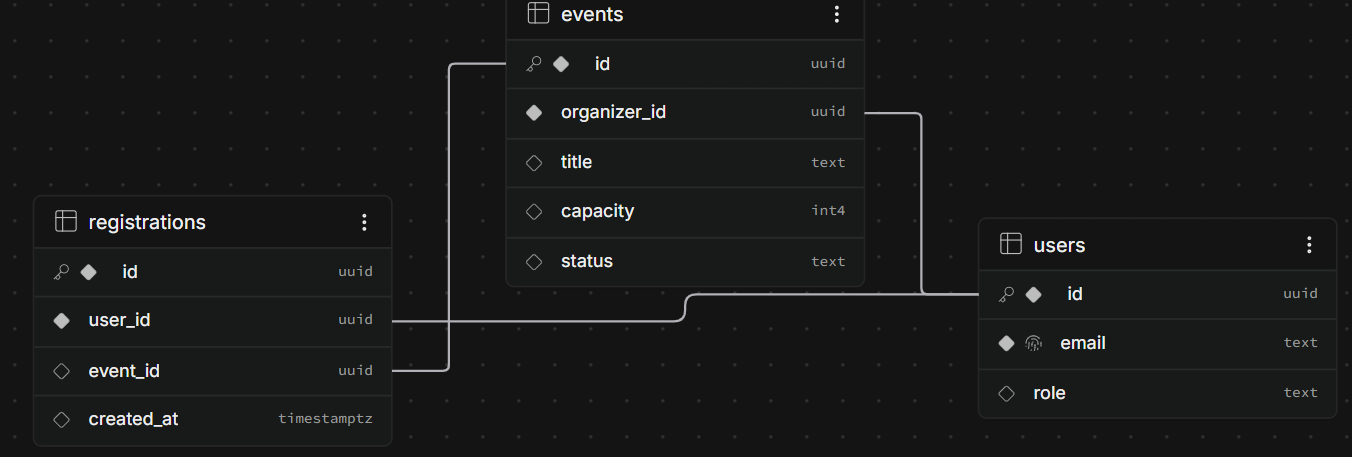 events
id uuid
organizer_id uuid
title text
capacity int4
status text
registrations
id uuid
user_id uuid
event_id uuid
created_at timestamptz
users
id uuid
email text
role text